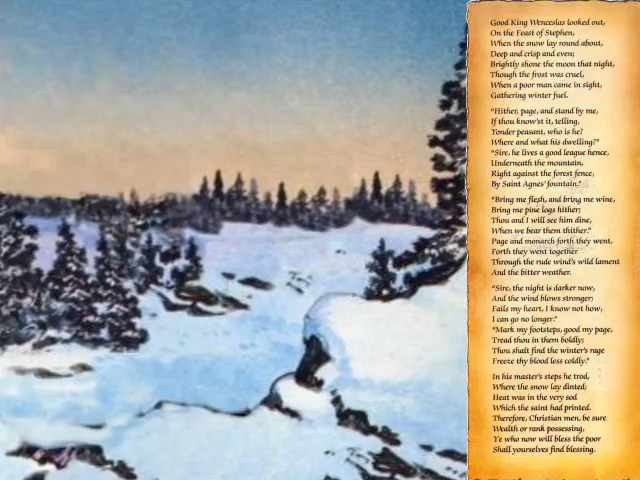 Good King Wenceslas looked out,
On the Feast of Stephen,
When the snow lay round about,
Deep and crisp and even;
Brightly shone the moon that night,
Though the frost was cruel,
When a poor man came in sight,
Gathering winter fuel.
"Hither, page, and stand by me,
If thou know'st it, telling,
Yonder peasant, who is he?
Where and what his dwelling?"
"Sire, he lives a good league hence,
Underneath the mountain,
Right against the forest fence,
By Saint Agnes' fountain."
"Bring me flesh, and bring me wine,
Bring me pine logs hither;
Thou and I will see him dine,
When we bear them thither."
Page and monarch forth they went,
Forth they went together
Through the rude wind's wild lament
And the bitter weather.
"Sire, the night is darker now,
And the wind blows stronger;
Fails my heart, I know not how,
I can go no longer."
"Mark my footsteps, good my page,
Tread thou in them boldly;
Thou shalt find the winter's rage
Freeze thy blood less coldly."
In his master's steps he trod,
Where the snow lay dinted;
Heat was in the very sod
Which the saint had printed.
Therefore, Christian men, be sure
Wealth or rank possessing,
Ye who now will bless the poor
Shall yourselves find blessing.